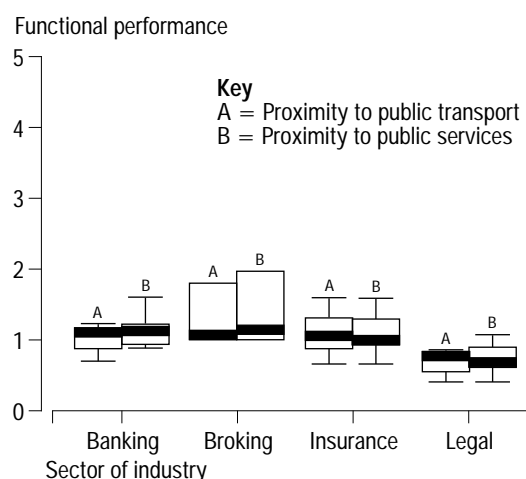 Functional performance
5
Key
A = Proximity to public transport
B = Proximity to public services
4
3
2
1
0
A
B
A
B
A
B
A
B
Banking
Broking
Insurance
Legal
Sector of industry